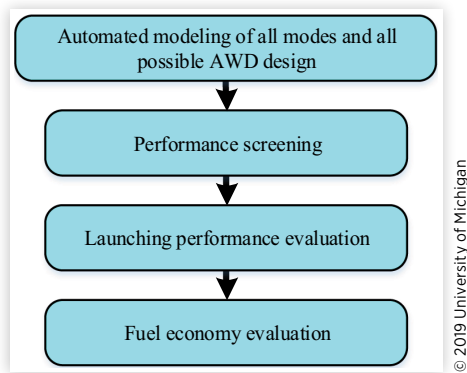 Automated modeling of all modes and all
possible AWD design
Performance screening
Launching performance evaluation
Fuel economy evaluation
© 2019 University of Michigan